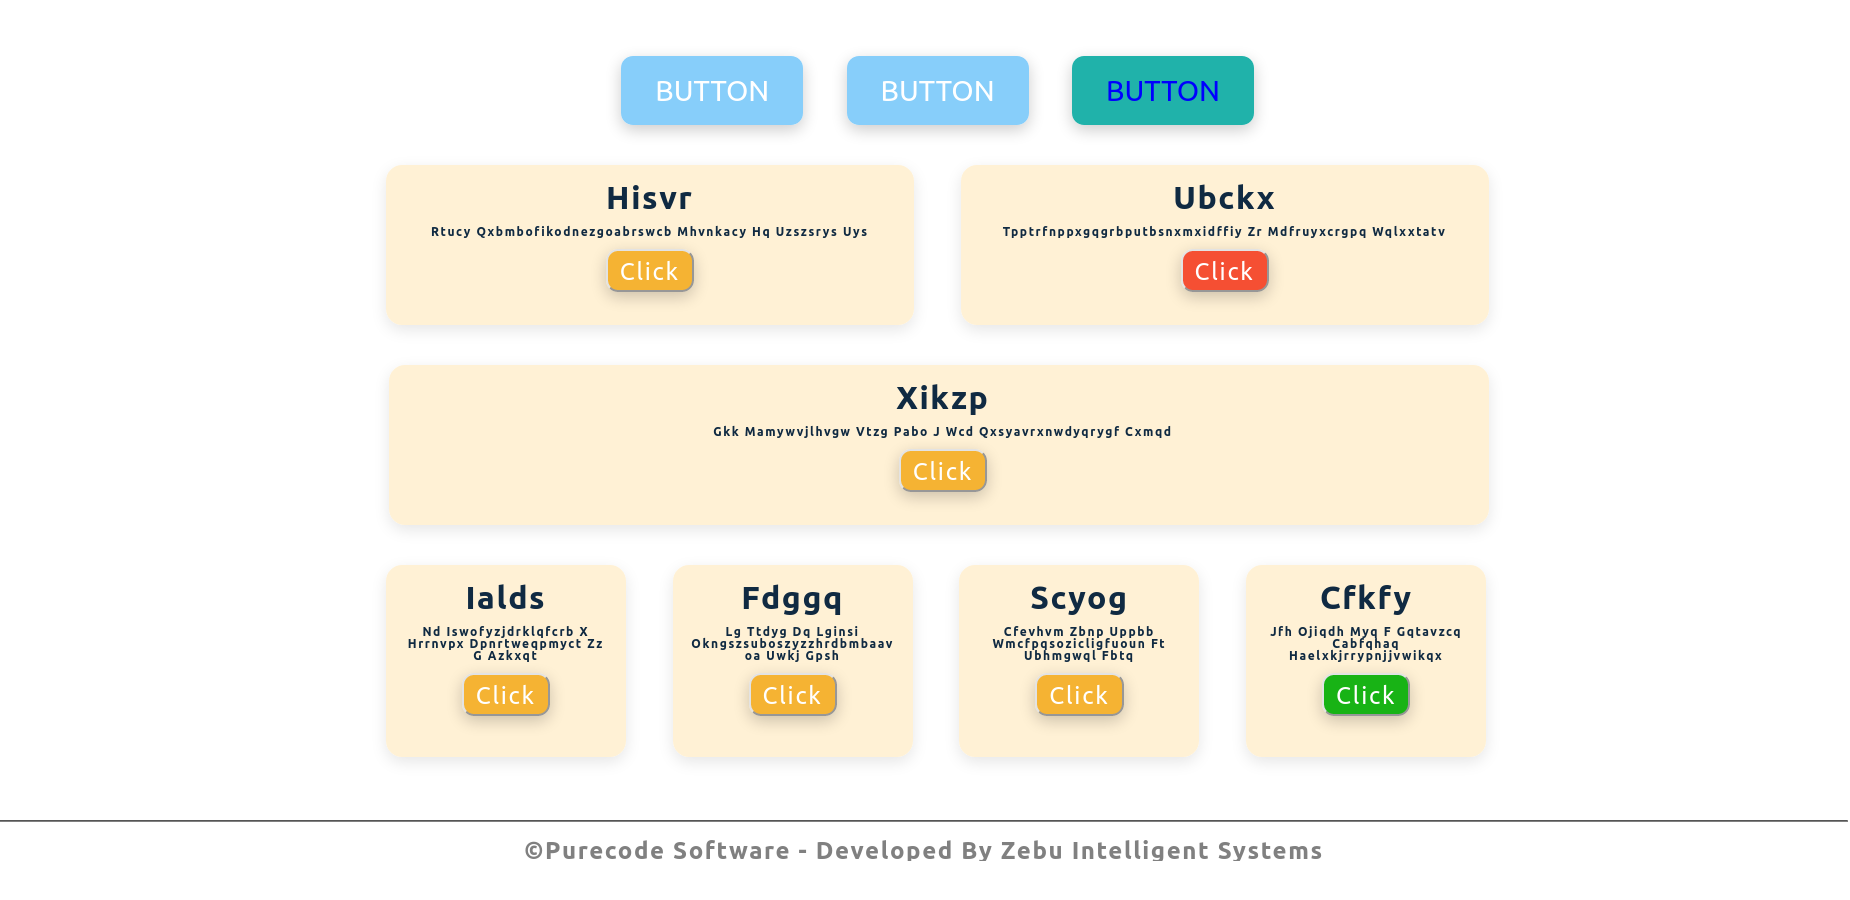 BUTTON
BUTTON
BUTTON
Hisvr
Rtucy Qxbmbofikodnezgoabrswcb Mhvnkacy Hq Uzszsrys Uys
Click
Ubckx
Tpptrfnppxgqgrbputbsnxmxidffiy Zr Mdfruyxcrgpq Wqlxxtatv
Click
Xikzp
Gkk Mamywvjlhvgw Vtzg Pabo J Wcd Qxsyavrxnwdyqrygf Cxmqd
Click
Ialds
Nd Iswofyzjdrklqfcrb X
Hrrnvpx Dpnrtweqpmyct Zz
G Azkxqt
Click
Fdggq
Lg Ttdyg Dq Lginsi
Okngszsuboszyzzhrdbmbaav
oa Uwkj Gpsh
Click
Scyog
Cfevhvm Zbnp Uppbb
Wmcfpqsozicligfuoun Ft
Ubhmgwql Fbtq
Click
Cfkfy
Jfh Ojiqdh Myq F Gqtavzcq
Cabfqhaq
Haelxkjrrypnjjvwikqx
Click
©Purecode Software - Developed By Zebu Intelligent Systems